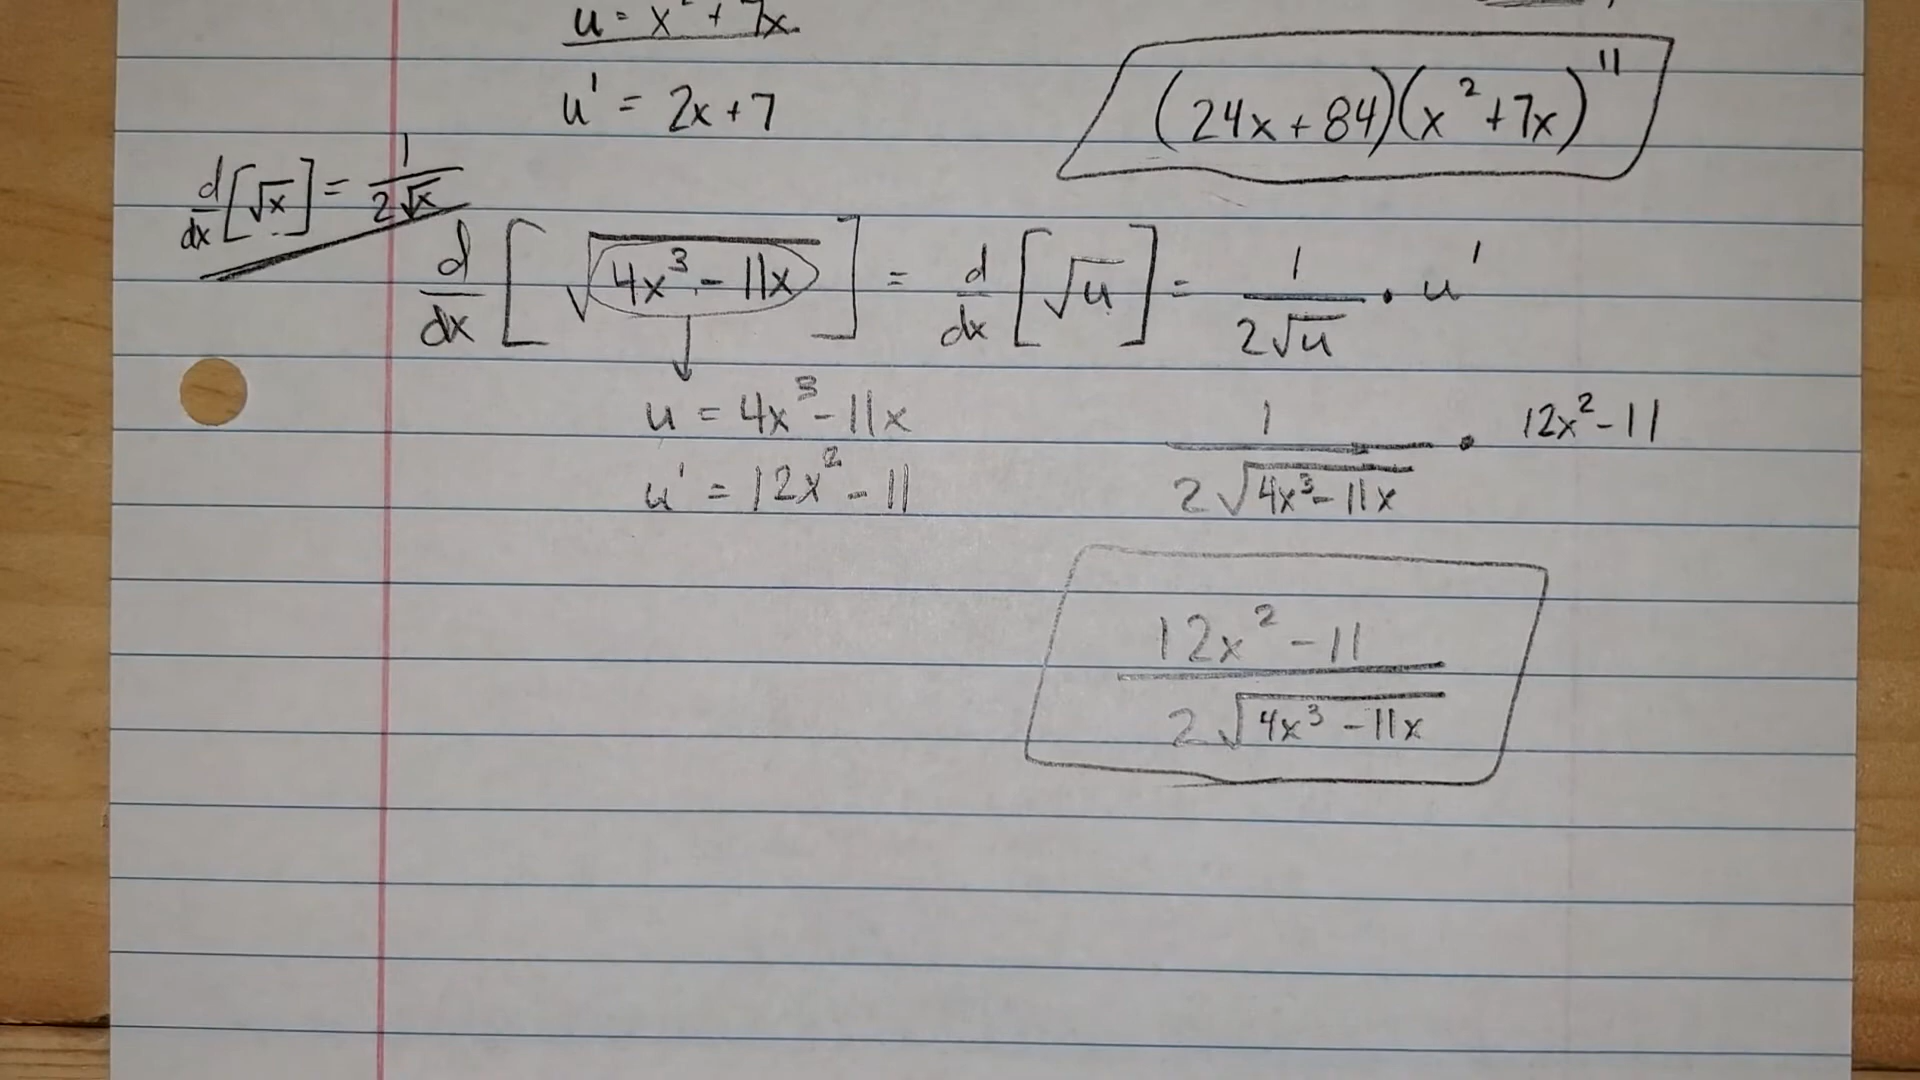 u = x² + 7x
u' = 2x + 7
(24x + 84)(x² + 7x)¹¹
d/dx [√x] = 1/(2√x)
d/dx [√(4x³ - 11x)] = d/dx [√u] = 1/(2√u) · u'
u = 4x³ - 11x
u' = 12x² - 11
1/(2√(4x³ - 11x)) · 12x² - 11
(12x² - 11)/(2√(4x³ - 11x))